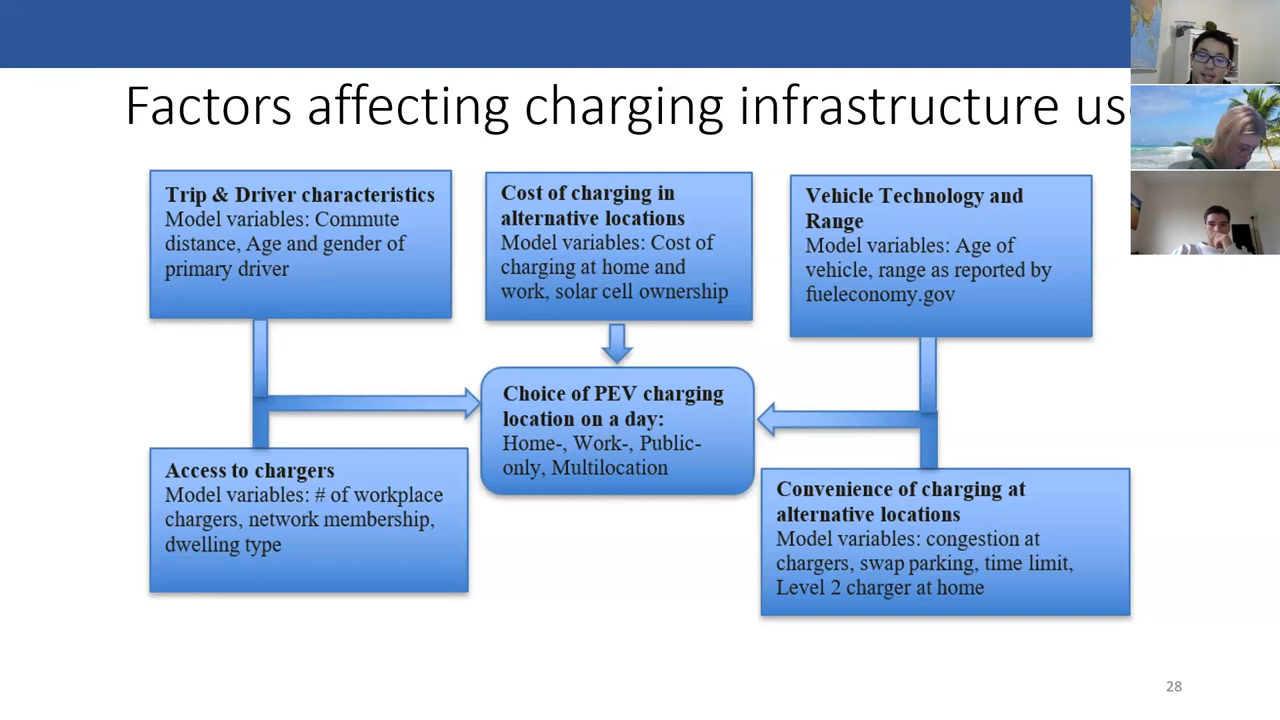 Factors affecting charging infrastructure us
Trip & Driver characteristics
Model variables: Commute
distance, Age and gender of
primary driver
Cost of charging in
alternative locations
Model variables: Cost of
charging at home and
work, solar cell ownership
Vehicle Technology and
Range
Model variables: Age of
vehicle, range as reported by
fueleconomy.gov
Choice of PEV charging
location on a day:
Home-, Work-, Public-
only, Multilocation
Access to chargers
Model variables: # of workplace
chargers, network membership,
dwelling type
Convenience of charging at
alternative locations
Model variables: congestion at
chargers, swap parking, time limit,
Level 2 charger at home
28